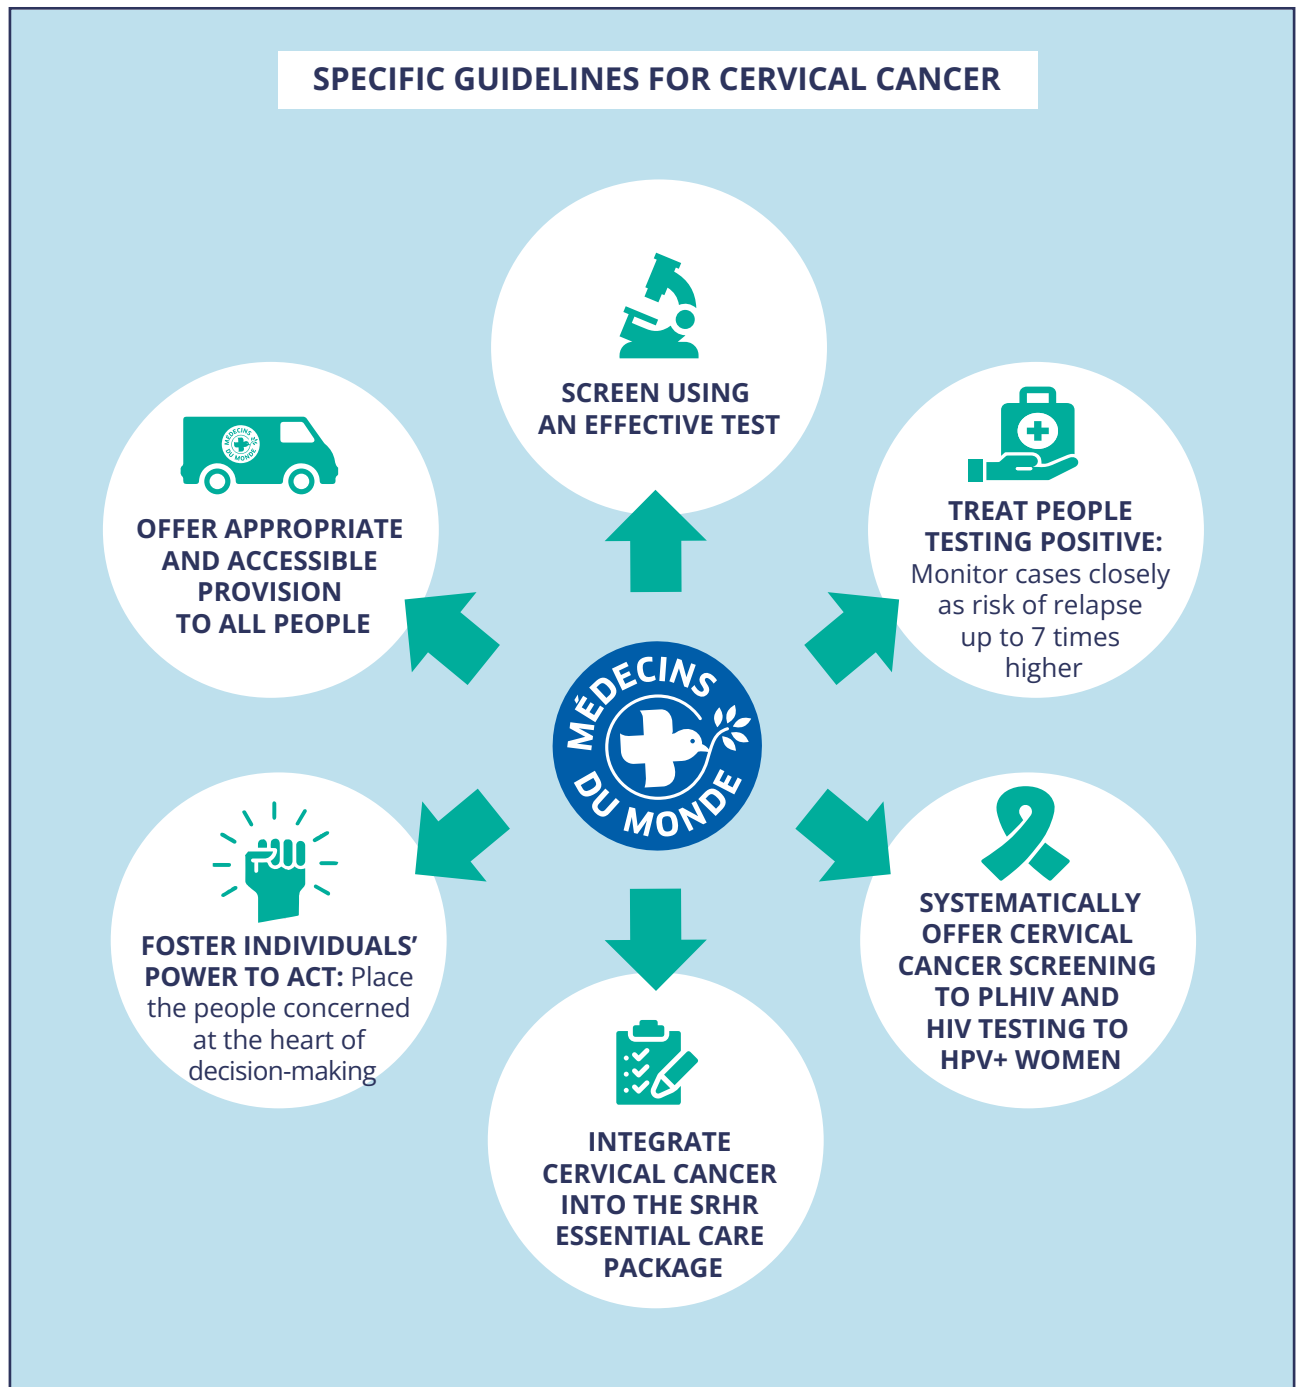 SPECIFIC GUIDELINES FOR CERVICAL CANCER
SCREEN USING
AN EFFECTIVE TEST
MÉDECINS
DU MONDE
OFFER APPROPRIATE
AND ACCESSIBLE
PROVISION
TO ALL PEOPLE
TREAT PEOPLE
TESTING POSITIVE:
Monitor cases closely
as risk of relapse
up to 7 times
higher
MÉDECINS
DU MONDE
FOSTER INDIVIDUALS’
POWER TO ACT: Place
the people concerned
at the heart of
decision-making
SYSTEMATICALLY
OFFER CERVICAL
CANCER SCREENING
TO PLHIV AND
HIV TESTING TO
HPV+ WOMEN
INTEGRATE
CERVICAL CANCER
INTO THE SRHR
ESSENTIAL CARE
PACKAGE